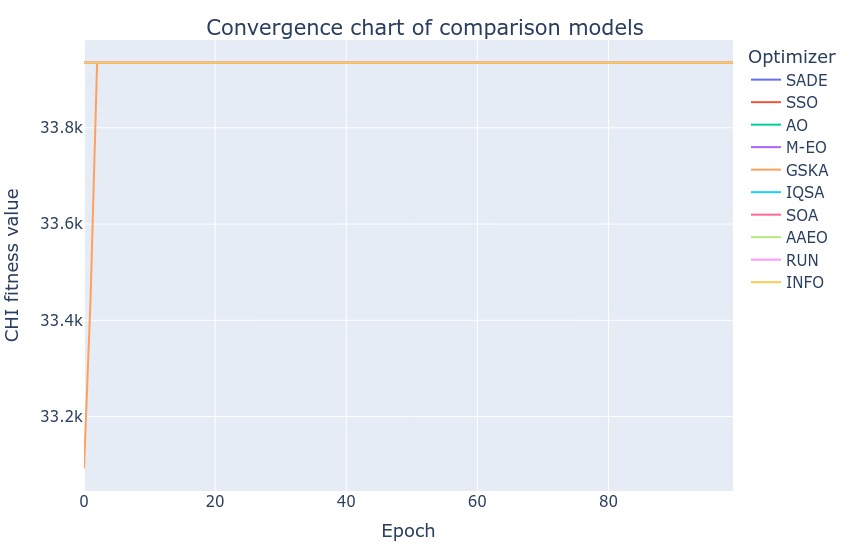 Convergence chart of comparison models
CHI fitness value
33.8k
33.6k
33.4k
33.2k
0
20
40
60
80
Epoch
Optimizer
SADE
SSO
AO
M-EO
GSKA
IQSA
SOA
AAEO
RUN
INFO